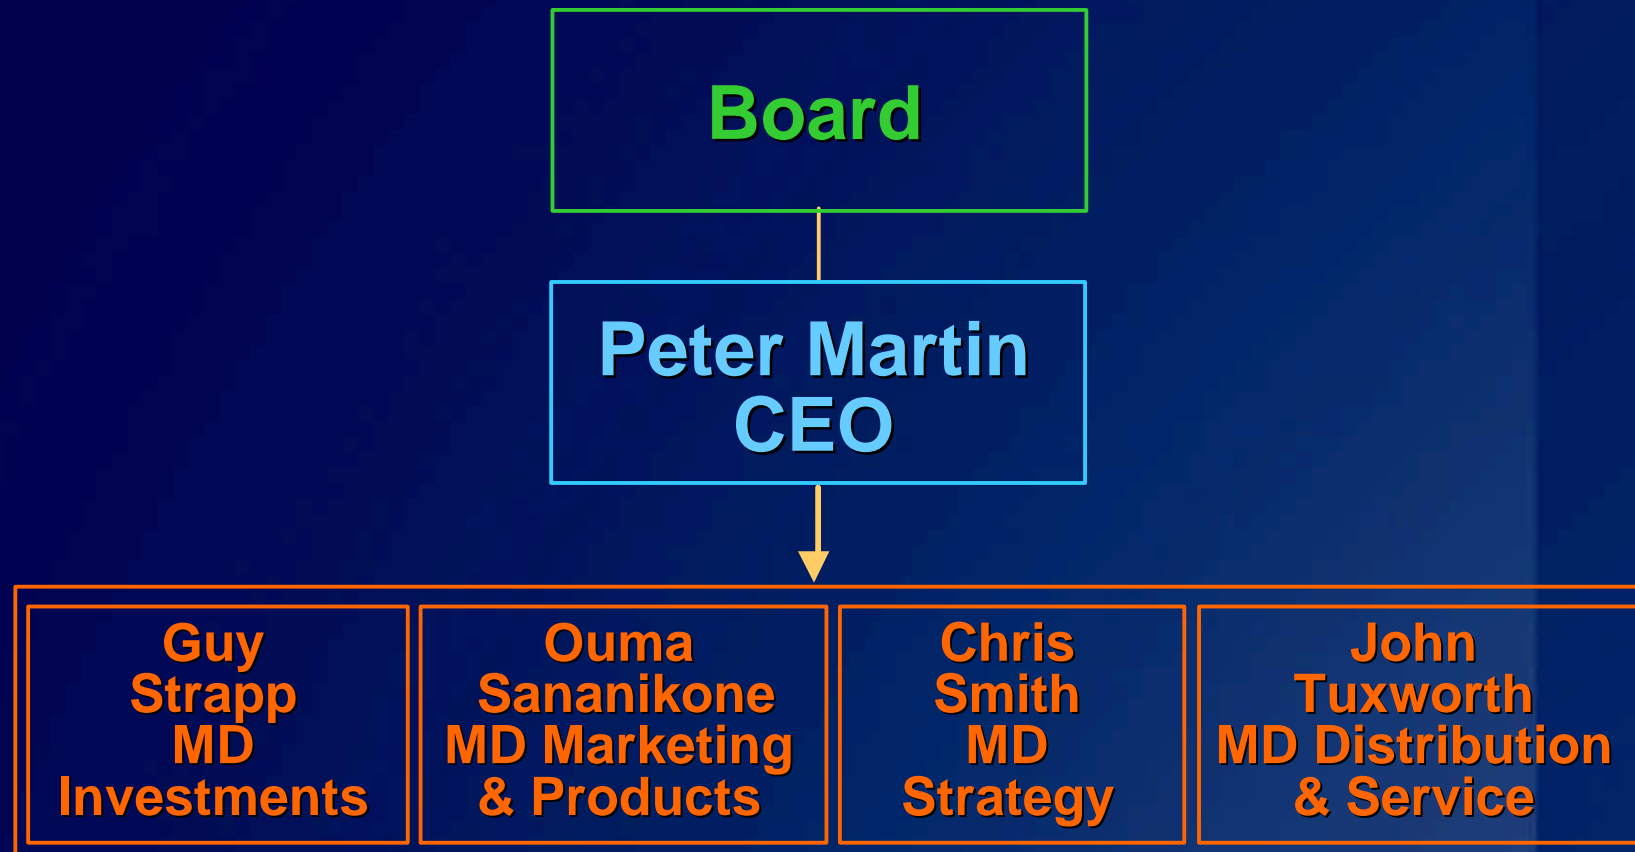 Board
Peter Martin
CEO
Guy
Strapp
MD
Investments
Ouma
Sananikone
MD Marketing
& Products
Chris
Smith
MD
Strategy
John
Tuxworth
MD Distribution
& Service